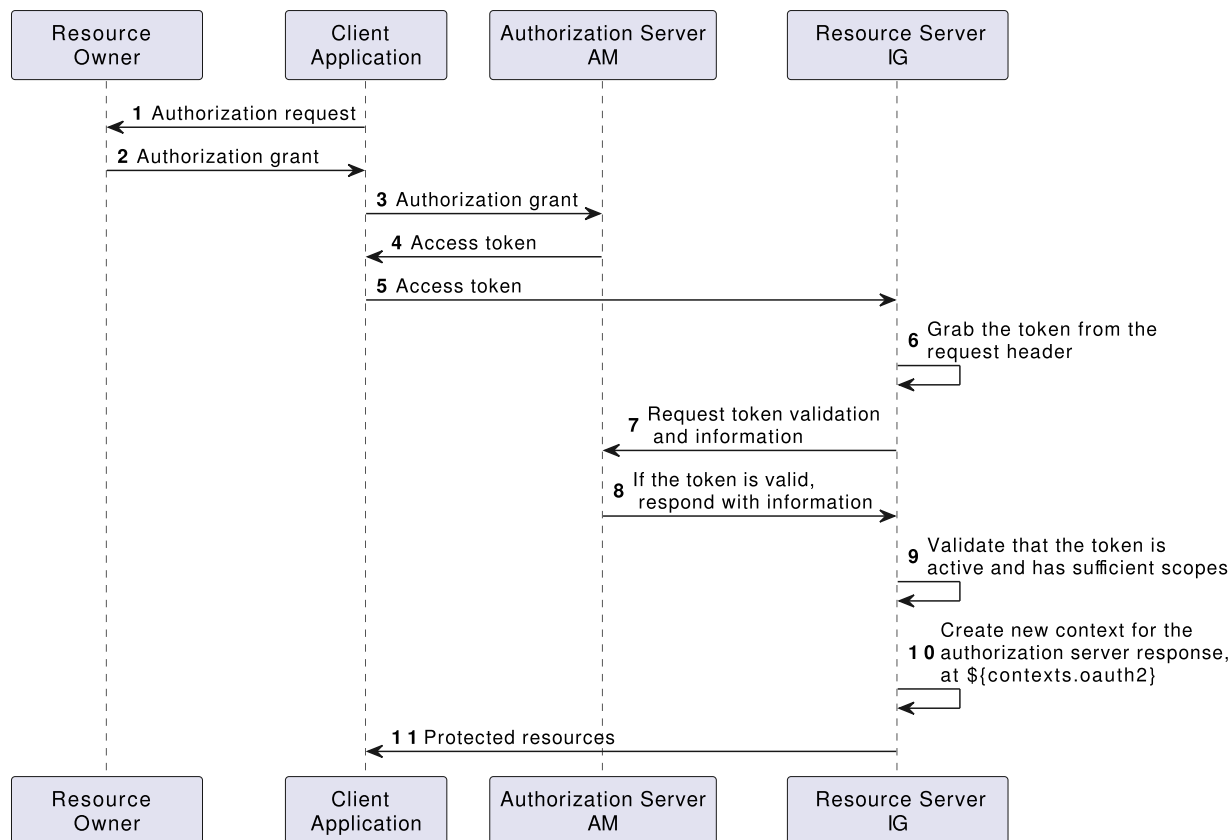 Resource
Owner
Client
Application
Authorization Server
AM
Resource Server
IG
1 Authorization request
2 Authorization grant
3 Authorization grant
4 Access token
5 Access token
6 Grab the token from the
request header
7 Request token validation
and information
8 If the token is valid,
respond with information
9 Validate that the token is
active and has sufficient scopes
Create new context for the
10 authorization server response,
at ${contexts.oauth2}
11 Protected resources
Resource
Owner
Client
Application
Authorization Server
AM
Resource Server
IG